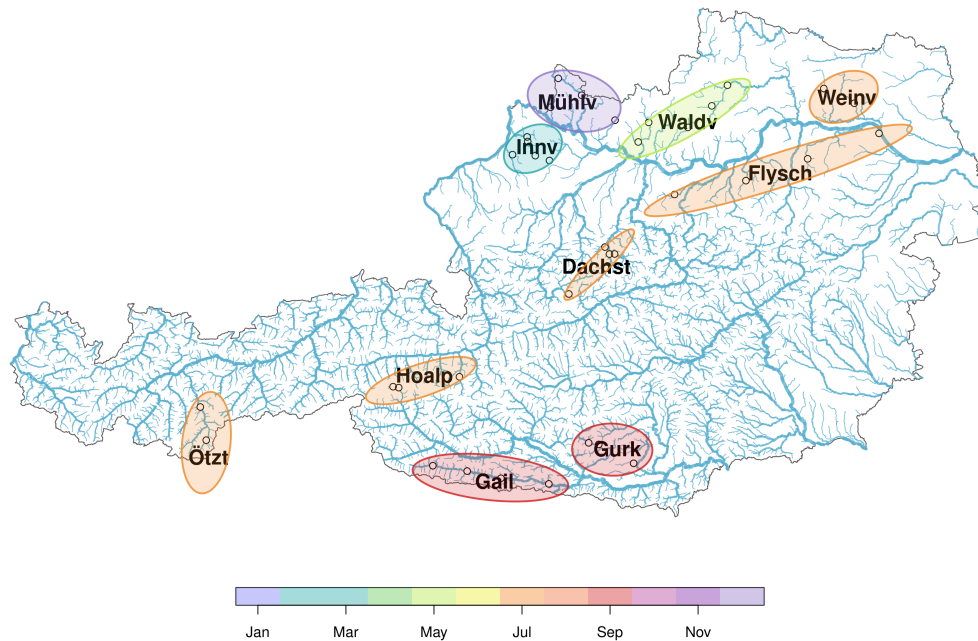 Mühlv
Weinv
Waldv
Innv
Flysch
Dachst
Hoalp
Gurk
Ötzt
Gail
Jan Mar May Jul Sep Nov